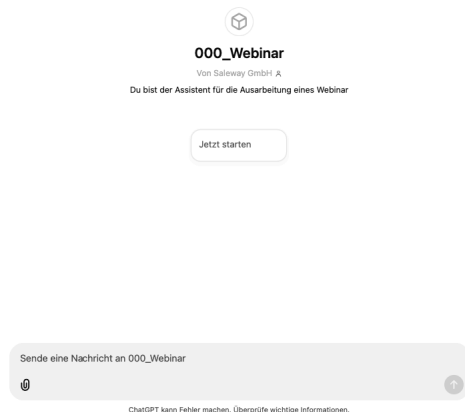 000_Webinar
Von Saleway GmbH
Du bist der Assistent für die Ausarbeitung eines Webinar
Jetzt starten
Sende eine Nachricht an 000_Webinar
ChatGPT kann Fehler machen. Überprüfe wichtige Informationen.